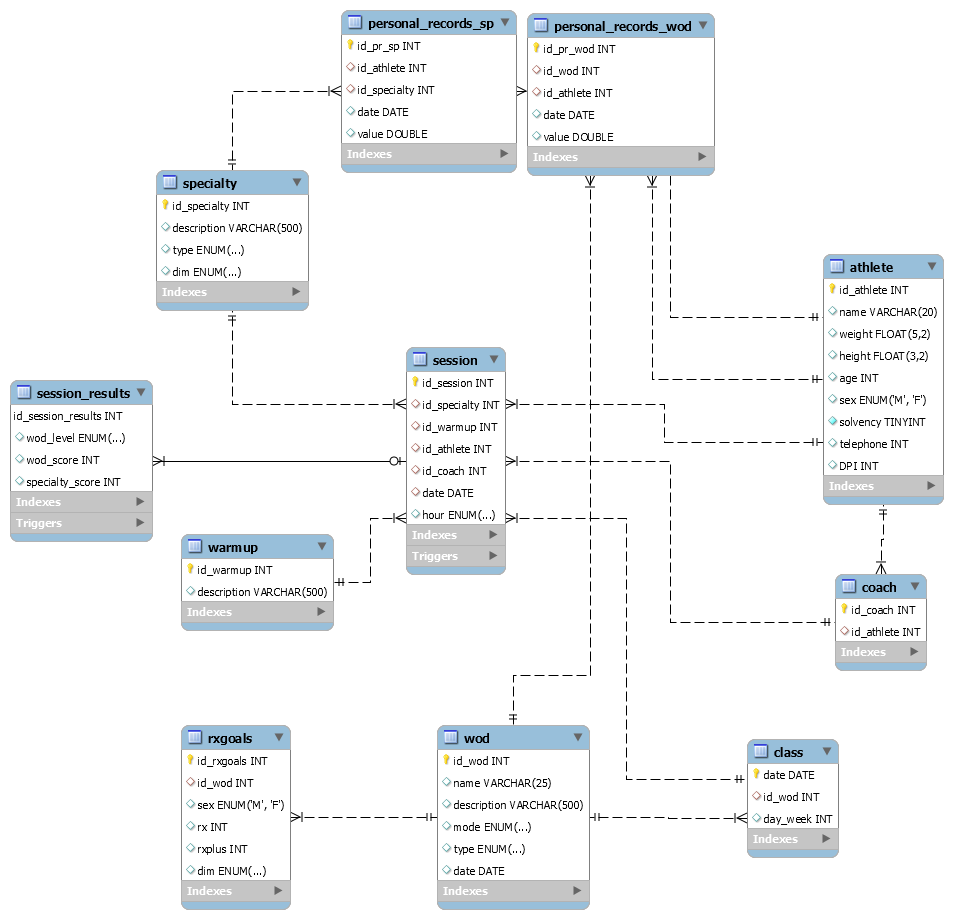 personal_records_sp
id_pr_sp INT
id_athlete INT
id_specialty INT
date DATE
value DOUBLE
Indexes
personal_records_wod
id_pr_wod INT
id_wod INT
id_athlete INT
date DATE
value DOUBLE
Indexes
specialty
id_specialty INT
description VARCHAR(500)
type ENUM(...)
dim ENUM(...)
Indexes
athlete
id_athlete INT
name VARCHAR(20)
weight FLOAT(5,2)
height FLOAT(3,2)
age INT
sex ENUM('M', 'F')
solvency TINYINT
telephone INT
DPI INT
Indexes
session
id_session INT
id_specialty INT
id_warmup INT
id_athlete INT
id_coach INT
date DATE
hour ENUM(...)
Indexes
Triggers
session_results
id_session_results INT
wod_level ENUM(...)
wod_score INT
specialty_score INT
Indexes
Triggers
warmup
id_warmup INT
description VARCHAR(500)
Indexes
coach
id_coach INT
id_athlete INT
Indexes
rxgoals
id_rxgoals INT
id_wod INT
sex ENUM('M', 'F')
rx INT
rxplus INT
dim ENUM(...)
Indexes
wod
id_wod INT
name VARCHAR(25)
description VARCHAR(500)
mode ENUM(...)
type ENUM(...)
date DATE
Indexes
class
date DATE
id_wod INT
day_week INT
Indexes